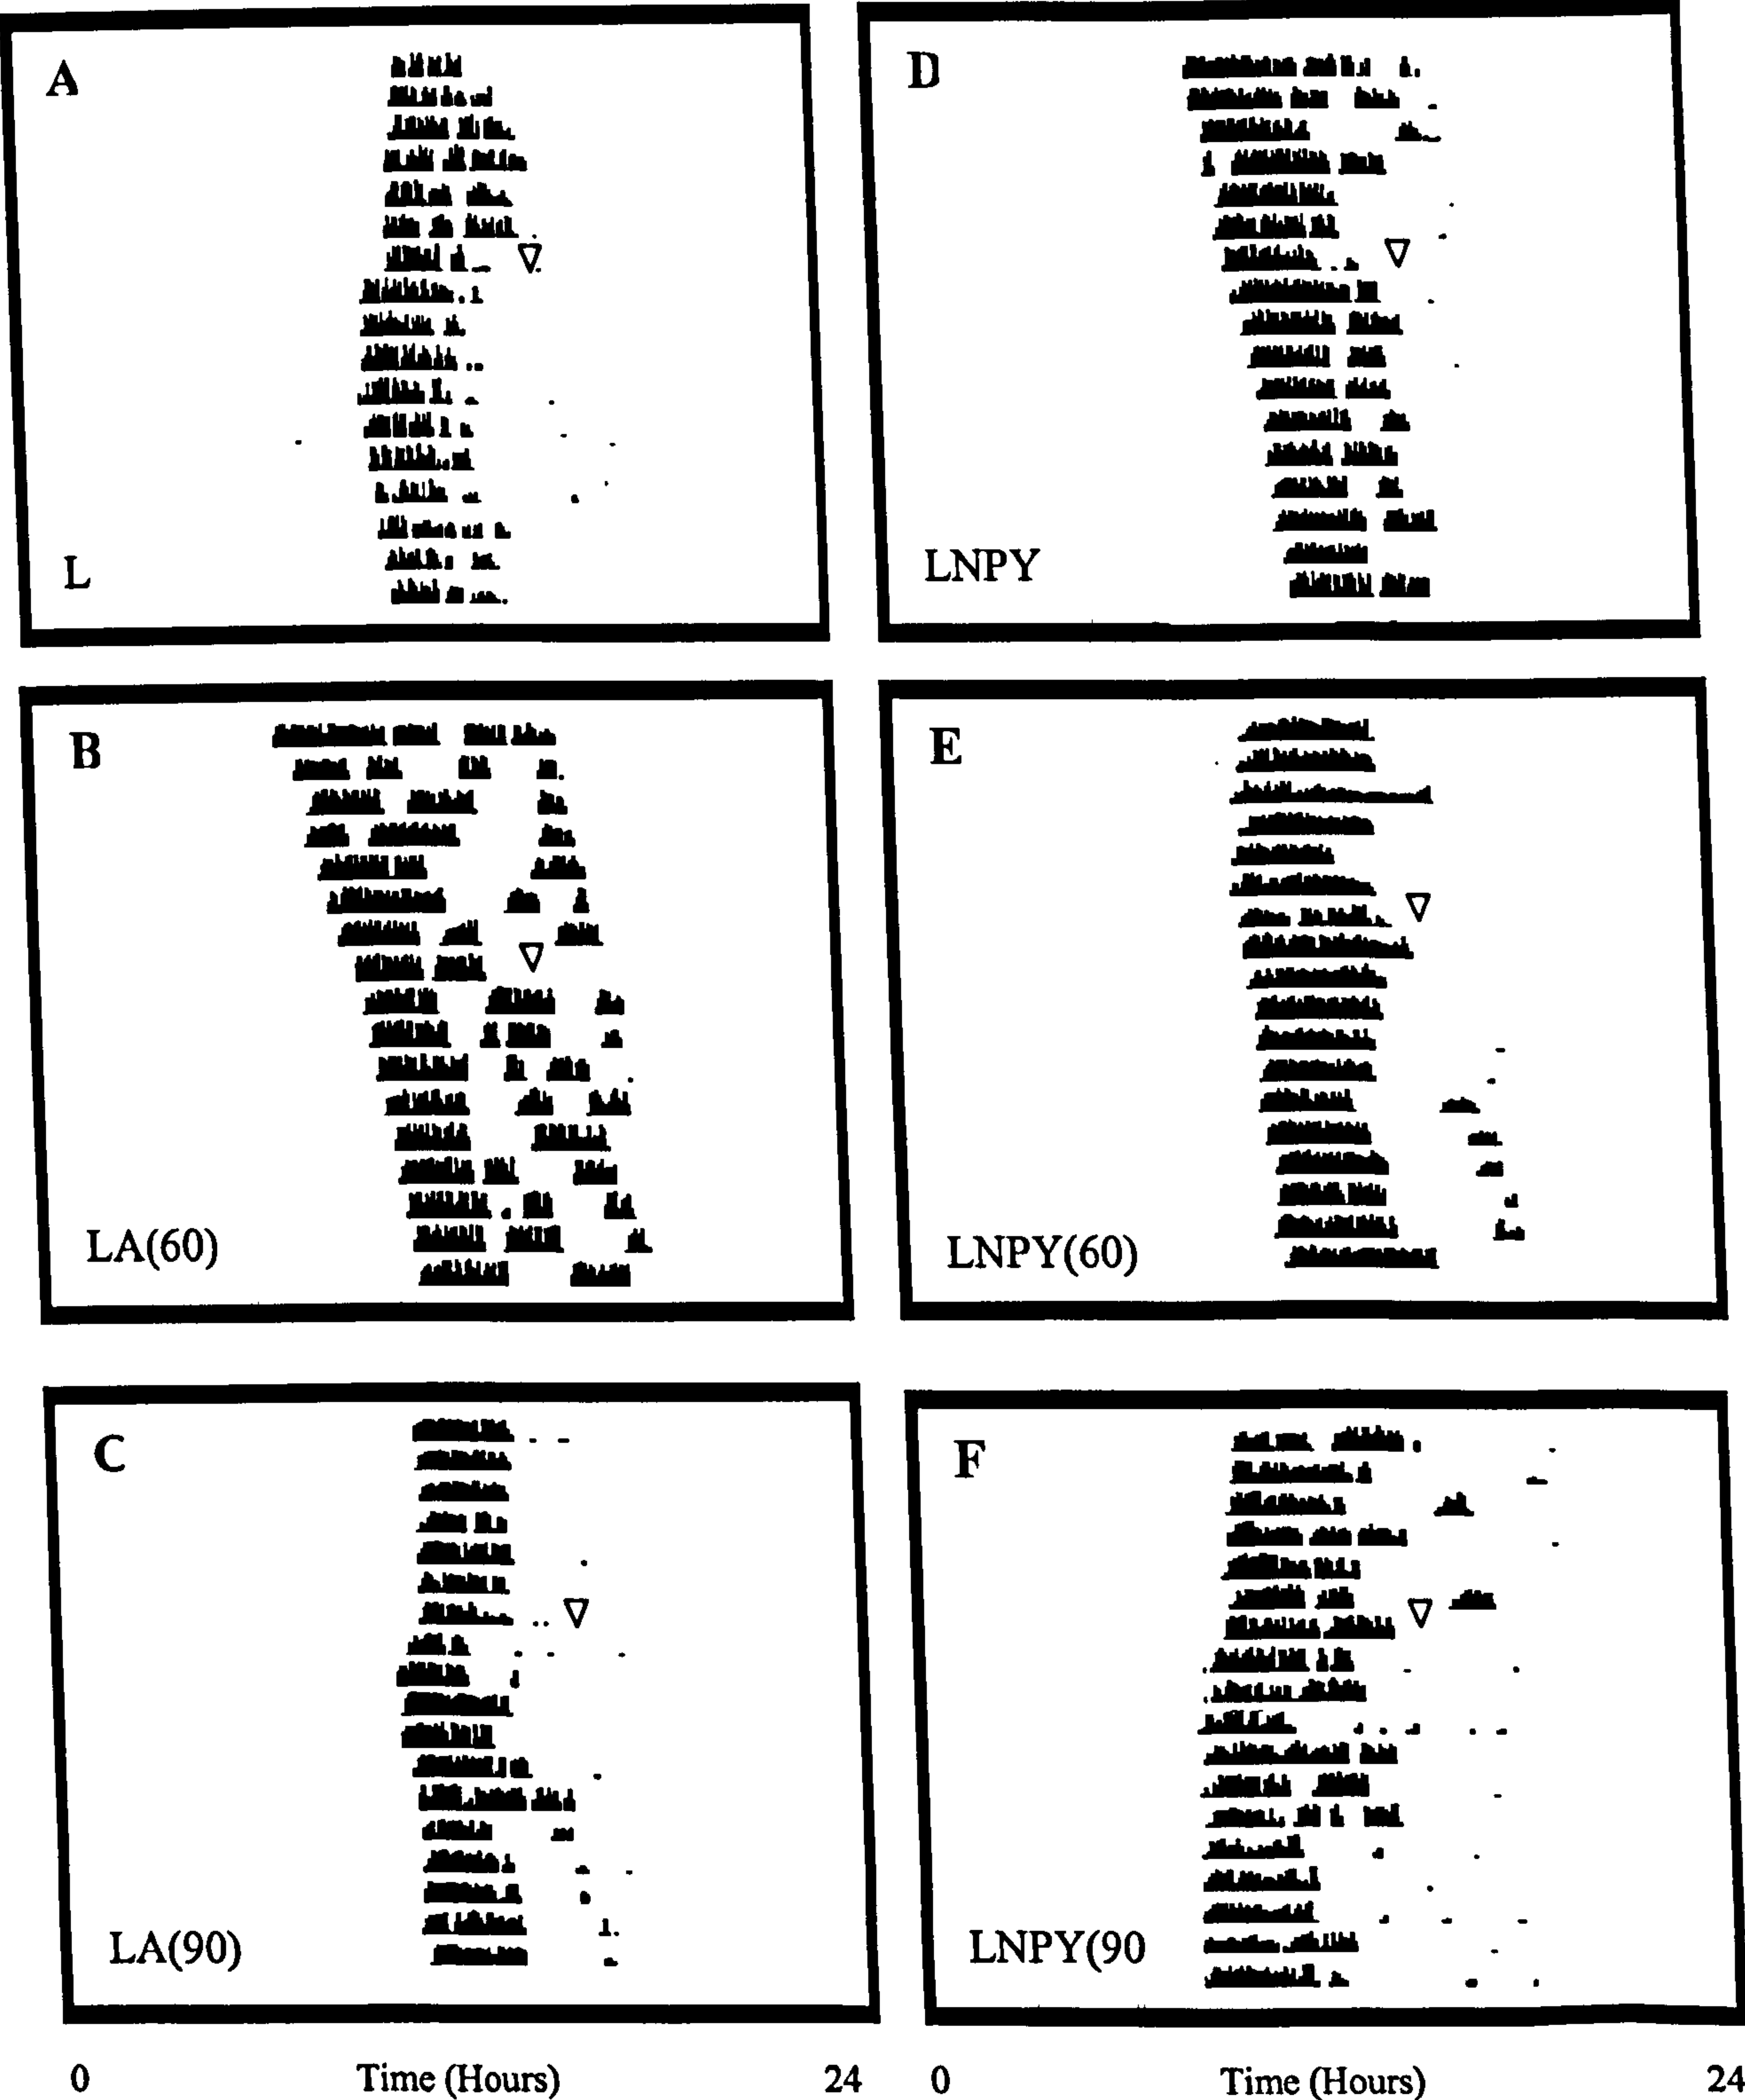 A
L
D
LNPY
B
LA(60)
E
LNPY(60)
C
LA(90)
F
LNPY(90
0 Time (Hours) 24
0 Time (Hours) 24